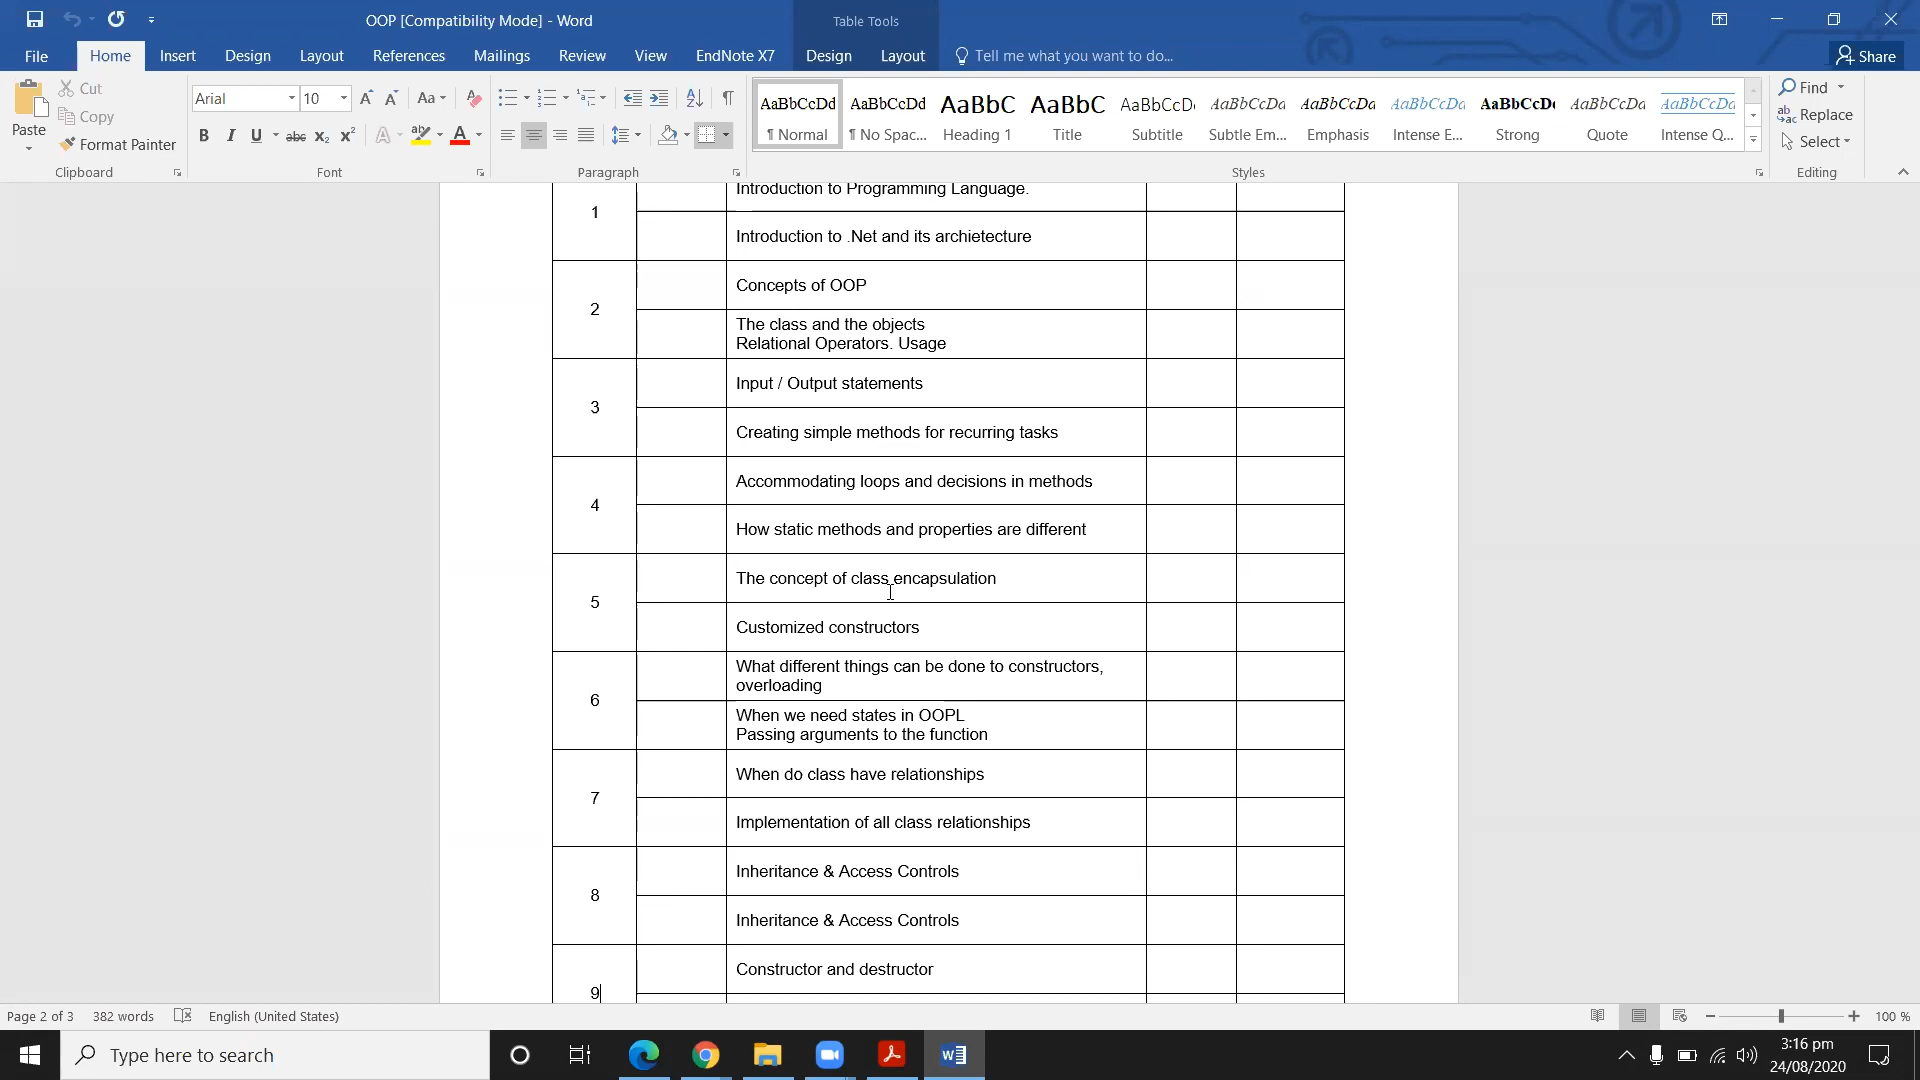 OOP [Compatibility Mode] - Word
Table Tools
File
Home
Insert
Design
Layout
References
Mailings
Review
View
EndNote X7
Design
Layout
Tell me what you want to do...
Share
Paste
Cut
Copy
Format Painter
Clipboard
Arial
10
Font
Paragraph
AaBbCcDd AaBbCcDd AaBbC AaBbC AaBbCcD AaBbCcDd AaBbCcDd AaBbCcDd AaBbCcDd AaBbCcDd AaBbCcDd
¶ Normal ¶ No Spac... Heading 1 Title Subtitle Subtle Em... Emphasis Intense E... Strong Quote Intense Q...
Styles
Find
Replace
Select
Editing
1
Introduction to Programming Language.
Introduction to .Net and its archietecture
2
Concepts of OOP
The class and the objects
Relational Operators. Usage
3
Input / Output statements
Creating simple methods for recurring tasks
4
Accommodating loops and decisions in methods
How static methods and properties are different
5
The concept of class encapsulation
Customized constructors
6
What different things can be done to constructors,
overloading
When we need states in OOPL
Passing arguments to the function
7
When do class have relationships
Implementation of all class relationships
8
Inheritance & Access Controls
Inheritance & Access Controls
9
Constructor and destructor
Page 2 of 3
382 words
English (United States)
100 %
Type here to search
3:16 pm
24/08/2020